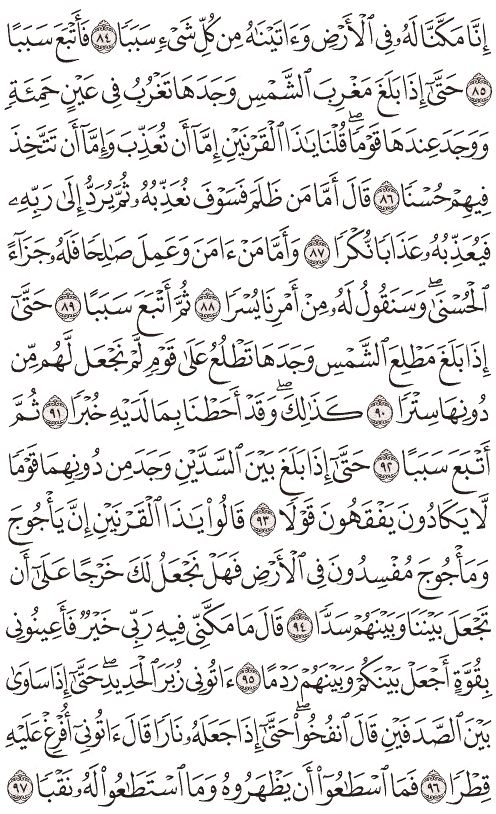 إِنَّا مَكَّنَّا لَهُۥ فِى ٱلْأَرْضِ وَءَاتَيْنَٰهُ مِن كُلِّ شَىْءٍ سَبَبًا ٨٤ فَأَتْبَعَ سَبَبًا
٨٥ حَتَّىٰٓ إِذَا بَلَغَ مَغْرِبَ ٱلشَّمْسِ وَجَدَهَا تَغْرُبُ فِى عَيْنٍ حَمِئَةٍ
وَوَجَدَ عِندَهَا قَوْمًا ۖ قُلْنَا يَٰذَا ٱلْقَرْنَيْنِ إِمَّآ أَن تُعَذِّبَ وَإِمَّآ أَن تَتَّخِذَ
فِيهِمْ حُسْنًا ٨٦ قَالَ أَمَّا مَن ظَلَمَ فَسَوْفَ نُعَذِّبُهُۥ ثُمَّ يُرَدُّ إِلَىٰ رَبِّهِۦ
فَيُعَذِّبُهُۥ عَذَابًا نُّكْرًا ٨٧ وَأَمَّا مَنْ ءَامَنَ وَعَمِلَ صَٰلِحًا فَلَهُۥ جَزَآءً
ٱلْحُسْنَىٰ ۖ وَسَنَقُولُ لَهُۥ مِنْ أَمْرِنَا يُسْرًا ٨٨ ثُمَّ أَتْبَعَ سَبَبًا ٨٩ حَتَّىٰٓ
إِذَا بَلَغَ مَطْلِعَ ٱلشَّمْسِ وَجَدَهَا تَطْلُعُ عَلَىٰ قَوْمٍ لَّمْ نَجْعَل لَّهُم مِّن
دُونِهَا سِتْرًا ٩٠ كَذَٰلِكَ ۖ وَقَدْ أَحَطْنَا بِمَا لَدَيْهِ خُبْرًا ٩١ ثُمَّ
أَتْبَعَ سَبَبًا ٩٢ حَتَّىٰٓ إِذَا بَلَغَ بَيْنَ ٱلسَّدَّيْنِ وَجَدَ مِن دُونِهِمَا قَوْمًا
لَّا يَكَادُونَ يَفْقَهُونَ قَوْلًا ٩٣ قَالُوا۟ يَٰذَا ٱلْقَرْنَيْنِ إِنَّ يَأْجُوجَ
وَمَأْجُوجَ مُفْسِدُونَ فِى ٱلْأَرْضِ فَهَلْ نَجْعَلُ لَكَ خَرْجًا عَلَىٰٓ أَن
تَجْعَلَ بَيْنَنَا وَبَيْنَهُمْ سَدًّا ٩٤ قَالَ مَا مَكَّنِّى فِيهِ رَبِّى خَيْرٌ فَأَعِينُونِى
بِقُوَّةٍ أَجْعَلْ بَيْنَكُمْ وَبَيْنَهُمْ رَدْمًا ٩٥ ءَاتُونِى زُبَرَ ٱلْحَدِيدِ ۖ حَتَّىٰٓ إِذَا سَاوَىٰ
بَيْنَ ٱلصَّدَفَيْنِ قَالَ ٱنفُخُوا۟ ۖ حَتَّىٰٓ إِذَا جَعَلَهُۥ نَارًا قَالَ ءَاتُونِىٓ أُفْرِغْ عَلَيْهِ
قِطْرًا ٩٦ فَمَا ٱسْطَٰعُوٓا۟ أَن يَظْهَرُوهُ وَمَا ٱسْتَطَٰعُوا۟ لَهُۥ نَقْبًا ٩٧